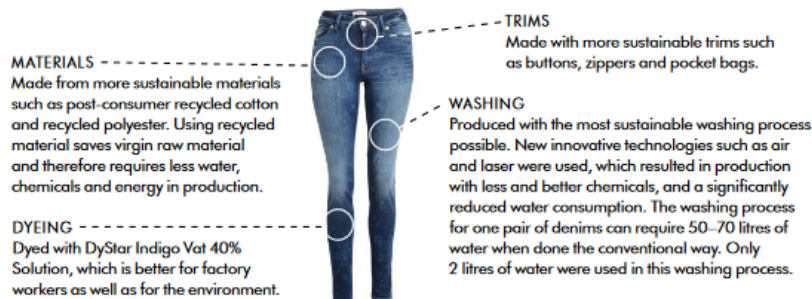 MATERIALS
Made from more sustainable materials
such as post-consumer recycled cotton
and recycled polyester. Using recycled
material saves virgin raw material
and therefore requires less water,
chemicals and energy in production.
DYEING
Dyed with DyStar Indigo Vat 40%
Solution, which is better for factory
workers as well as for the environment.
TRIMS
Made with more sustainable trims such
as buttons, zippers and pocket bags.
WASHING
Produced with the most sustainable washing process
possible. New innovative technologies such as air
and laser were used, which resulted in production
with less and better chemicals, and a significantly
reduced water consumption. The washing process
for one pair of denims can require 50–70 litres of
water when done the conventional way. Only
2 litres of water were used in this washing process.